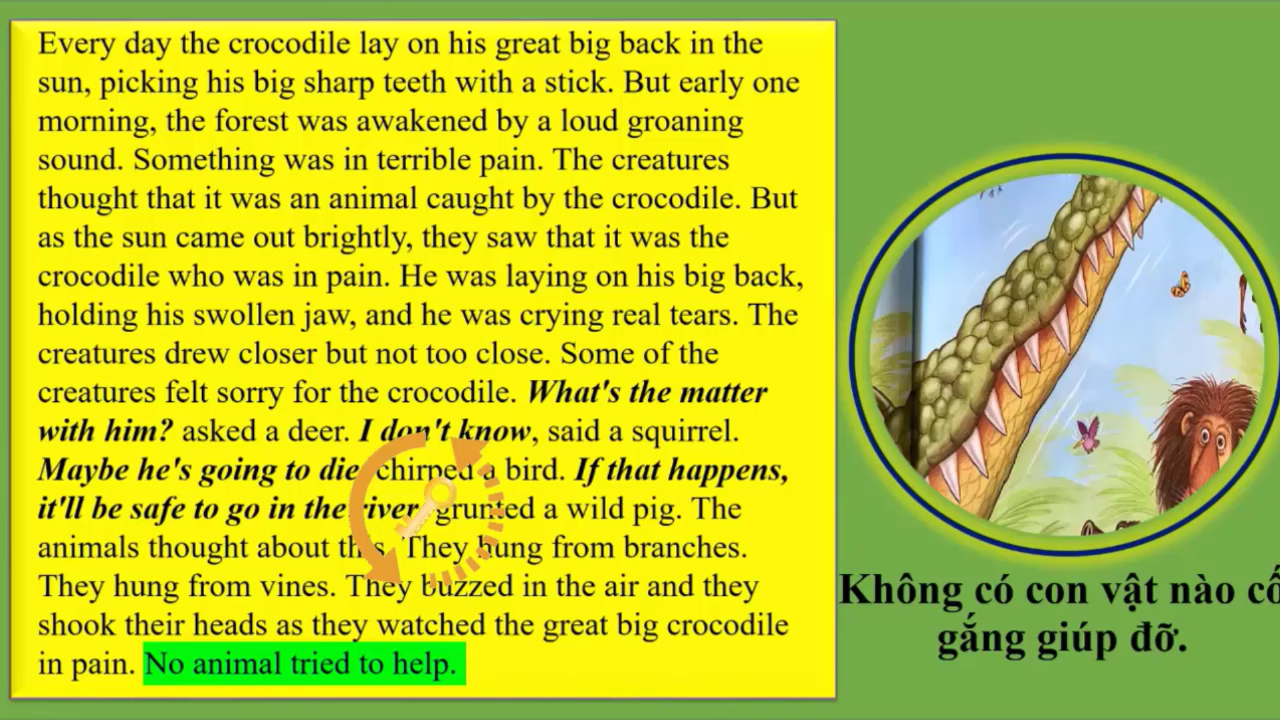 Every day the crocodile lay on his great big back in the
sun, picking his big sharp teeth with a stick. But early one
morning, the forest was awakened by a loud groaning
sound. Something was in terrible pain. The creatures
thought that it was an animal caught by the crocodile. But
as the sun came out brightly, they saw that it was the
crocodile who was in pain. He was laying on his big back,
holding his swollen jaw, and he was crying real tears. The
creatures drew closer but not too close. Some of the
creatures felt sorry for the crocodile. What's the matter
with him? asked a deer. I don't know, said a squirrel.
Maybe he's going to die, chirped a bird. If that happens,
it'll be safe to go in the river, grunted a wild pig. The
animals thought about this. They hung from branches.
They hung from vines. They buzzed in the air and they
shook their heads as they watched the great big crocodile
in pain. No animal tried to help.
Không có con vật nào cố
gắng giúp đỡ.